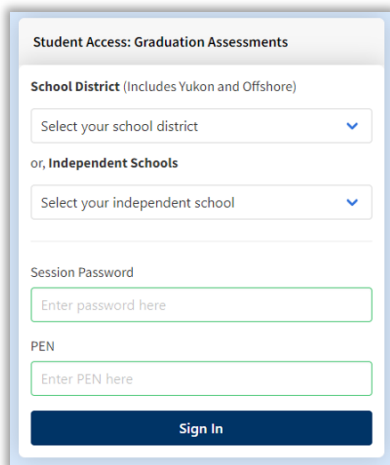 Student Access: Graduation Assessments
School District (Includes Yukon and Offshore)
Select your school district
or, Independent Schools
Select your independent school
Session Password
Enter password here
PEN
Enter PEN here
Sign In